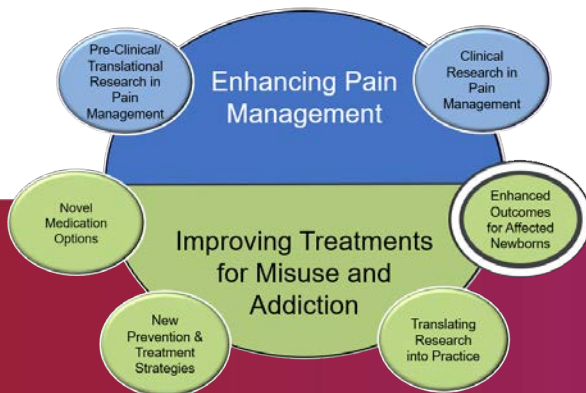 Pre-Clinical/
Translational
Research in
Pain
Management
Enhancing Pain
Management
Clinical
Research in
Pain
Management
Novel
Medication
Options
Improving Treatments
for Misuse and
Addiction
Enhanced
Outcomes
for Affected
Newborns
New
Prevention &
Treatment
Strategies
Translating
Research
into Practice